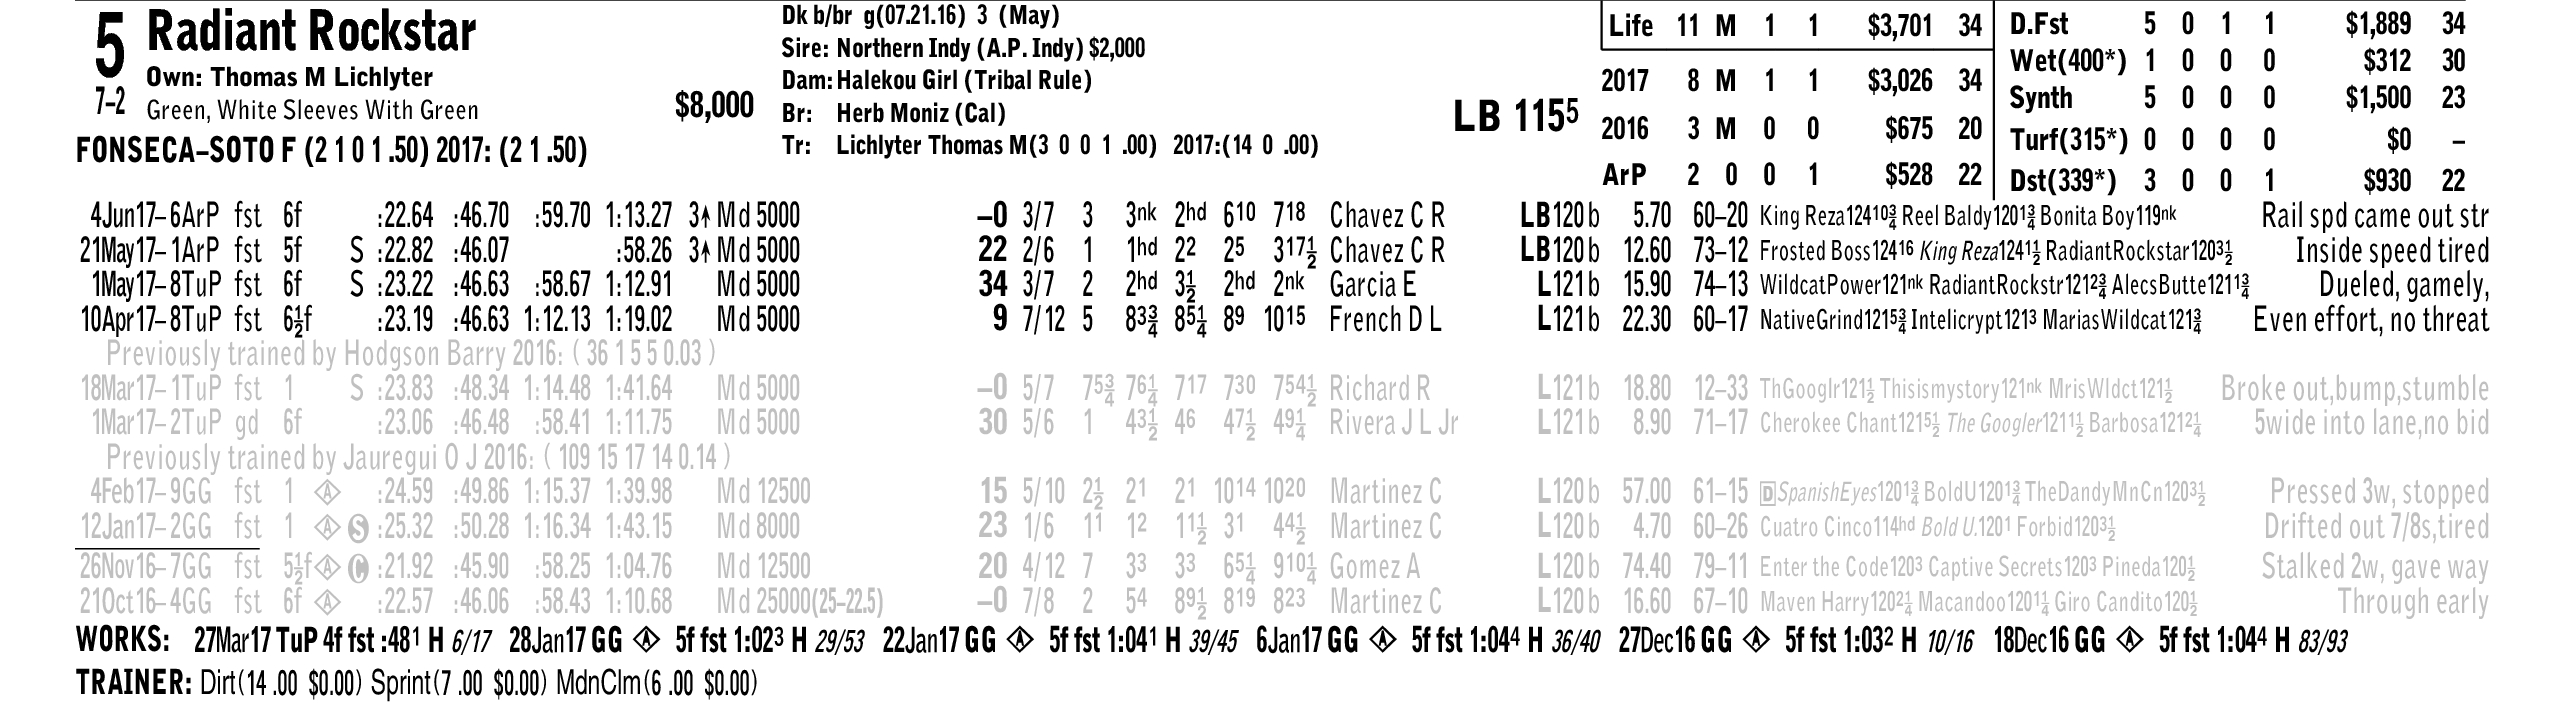 5 Radiant Rockstar
Own: Thomas M Lichlyter
7–2 Green, White Sleeves With Green $8,000
FONSECA–SOTO F (2 1 0 1 .50) 2017: (2 1 .50)
Dk b/br g(07.21.16) 3 (May)
Sire: Northern Indy (A.P. Indy) $2,000
Dam: Halekou Girl (Tribal Rule)
Br: Herb Moniz (Cal)
Tr: Lichlyter Thomas M(3 0 0 1 .00) 2017:(14 0 .00)
LB 115⁵
Life 11 M 1 1 $3,701 34
2017 8 M 1 1 $3,026 34
2016 3 M 0 0 $675 20
ArP 2 0 0 1 $528 22
D.Fst 5 0 1 1 $1,889 34
Wet(400*) 1 0 0 0 $312 30
Synth 5 0 0 0 $1,500 23
Turf(315*) 0 0 0 0 $0 –
Dst(339*) 3 0 0 1 $930 22
4Jun17–6ArP fst 6f :22.64 :46.70 :59.70 1:13.27 3↑ Md 5000 –0 3/7 3 3nk 2hd 6¹⁰ 7¹⁸ Chavez C R LB120 b 5.70 60–20 King Reza124¹⁰¾ Reel Baldy120¹¾ Bonita Boy119nk Rail spd came out str
21May17–1ArP fst 5f S :22.82 :46.07 :58.26 3↑ Md 5000 22 2/6 1 1hd 2² 2⁵ 3¹⁷½ Chavez C R LB120 b 12.60 73–12 Frosted Boss124¹⁶ King Reza124¹½ RadiantRockstar120³½ Inside speed tired
1May17–8TuP fst 6f S :23.22 :46.63 :58.67 1:12.91 Md 5000 34 3/7 2 2hd 3½ 2hd 2nk Garcia E L121 b 15.90 74–13 WildcatPower121nk RadiantRockstr121²¾ AlecsButte121¹¾ Dueled, gamely,
10Apr17–8TuP fst 6½f :23.19 :46.63 1:12.13 1:19.02 Md 5000 9 7/12 5 8³¾ 8⁵¼ 8⁹ 10¹⁵ French D L L121 b 22.30 60–17 NativeGrind121⁵¾ Intelicrypt121³ MariasWildcat121¾ Even effort, no threat
Previously trained by Hodgson Barry 2016: ( 36 1 5 5 0.03 )
18Mar17–1TuP fst 1 S :23.83 :48.34 1:14.48 1:41.64 Md 5000 –0 5/7 7⁵¾ 7⁶¼ 7¹⁷ 7³⁰ 7⁵⁴½ Richard R L121 b 18.80 12–33 ThGooglr121½ Thisismystory121nk MrisWldct121½ Broke out,bump,stumble
1Mar17–2TuP gd 6f :23.06 :46.48 :58.41 1:11.75 Md 5000 30 5/6 1 4³½ 4⁶ 4⁷½ 4⁹¼ Rivera J L Jr L121 b 8.90 71–17 Cherokee Chant121⁵½ The Googler121¹½ Barbosa121²¼ 5wide into lane,no bid
Previously trained by Jauregui O J 2016: ( 109 15 17 14 0.14 )
4Feb17–9GG fst 1 A :24.59 :49.86 1:15.37 1:39.98 Md 12500 15 5/10 2½ 2¹ 2¹ 10¹⁴ 10²⁰ Martinez C L120 b 57.00 61–15 D SpanishEyes120¹¾ BoldU120¹¾ TheDandyMnCn120³½ Pressed 3w, stopped
12Jan17–2GG fst 1 A S :25.32 :50.28 1:16.34 1:43.15 Md 8000 23 1/6 1¹ 1² 1¹½ 3¹ 4⁴½ Martinez C L120 b 4.70 60–26 Cuatro Cinco114hd Bold U.120¹ Forbid120³½ Drifted out 7/8s,tired
26Nov16–7GG fst 5½f A C :21.92 :45.90 :58.25 1:04.76 Md 12500 20 4/12 7 3³ 3³ 6⁵¼ 9¹⁰¼ Gomez A L120 b 74.40 79–11 Enter the Code120³ Captive Secrets120³ Pineda120½ Stalked 2w, gave way
21Oct16–4GG fst 6f A :22.57 :46.06 :58.43 1:10.68 Md 25000(25–22.5) –0 7/8 2 5⁴ 8⁹½ 8¹⁹ 8²³ Martinez C L120 b 16.60 67–10 Maven Harry120²¼ Macandoo120¹¼ Giro Candito120½ Through early
WORKS: 27Mar17 TuP 4f fst :48¹ H 6/17 28Jan17 GG A 5f fst 1:02³ H 29/53 22Jan17 GG A 5f fst 1:04¹ H 39/45 6Jan17 GG A 5f fst 1:04⁴ H 36/40 27Dec16 GG A 5f fst 1:03² H 10/16 18Dec16 GG A 5f fst 1:04⁴ H 83/93
TRAINER: Dirt(14 .00 $0.00) Sprint(7 .00 $0.00) MdnClm(6 .00 $0.00)